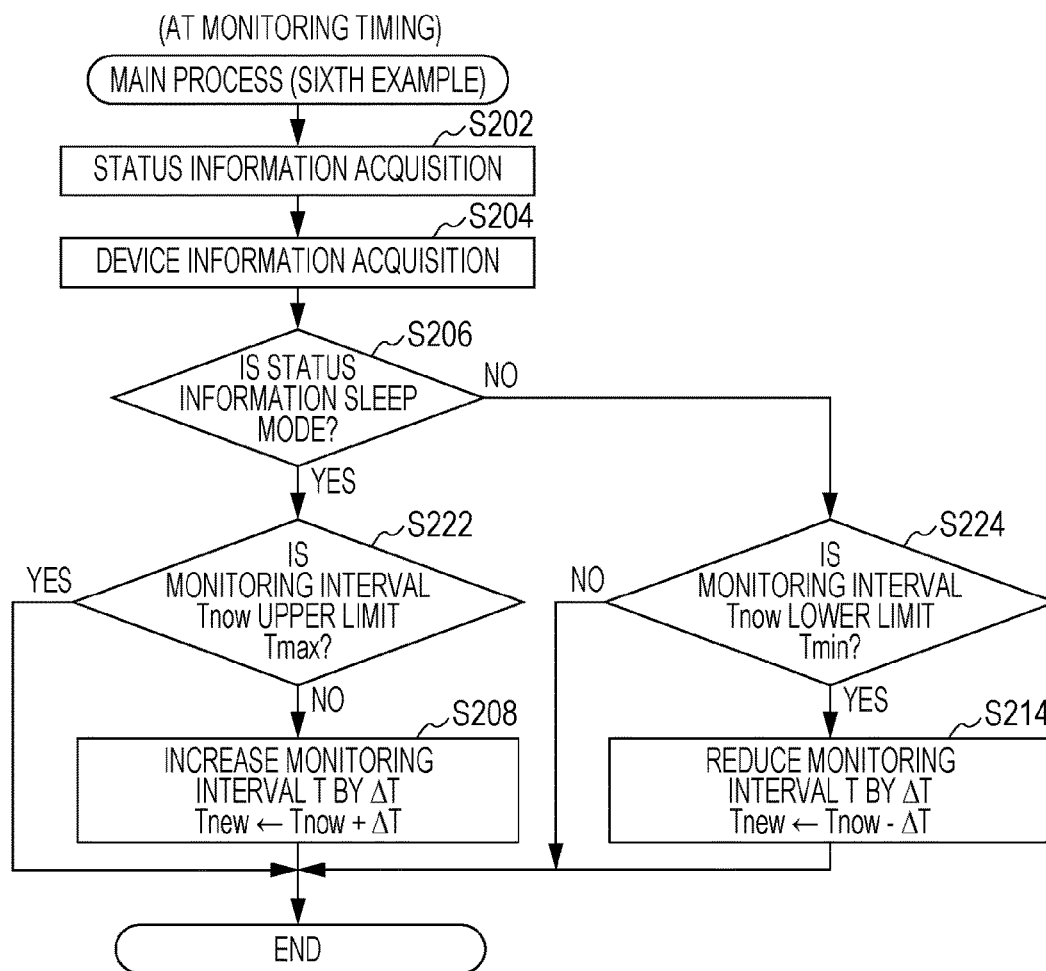 (AT MONITORING TIMING)
MAIN PROCESS (SIXTH EXAMPLE)
S202
STATUS INFORMATION ACQUISITION
S204
DEVICE INFORMATION ACQUISITION
S206
IS STATUS
INFORMATION SLEEP
MODE?
NO
YES
S222
IS
MONITORING INTERVAL
Tnow UPPER LIMIT
Tmax?
YES
NO
S224
IS
MONITORING INTERVAL
Tnow LOWER LIMIT
Tmin?
NO
YES
S208
INCREASE MONITORING
INTERVAL T BY ΔT
Tnew ← Tnow + ΔT
S214
REDUCE MONITORING
INTERVAL T BY ΔT
Tnew ← Tnow - ΔT
END